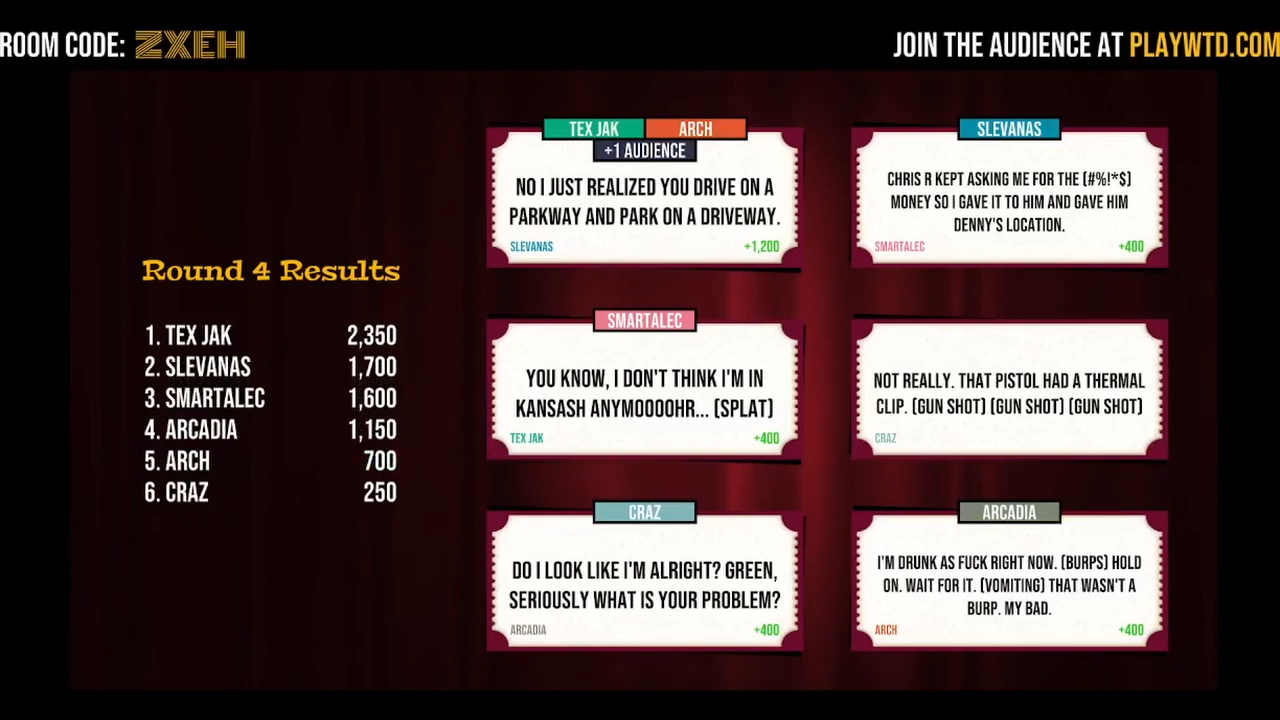 ROOM CODE: ZXEH
JOIN THE AUDIENCE AT PLAYWTD.COM
Round 4 Results
1. TEX JAK 2,350
2. SLEVANAS 1,700
3. SMARTALEC 1,600
4. ARCADIA 1,150
5. ARCH 700
6. CRAZ 250
TEX JAK ARCH
+1 AUDIENCE
NO I JUST REALIZED YOU DRIVE ON A
PARKWAY AND PARK ON A DRIVEWAY.
SLEVANAS +1,200
SLEVANAS
CHRIS R KEPT ASKING ME FOR THE (#%!*$)
MONEY SO I GAVE IT TO HIM AND GAVE HIM
DENNY'S LOCATION.
SMARTALEC +400
SMARTALEC
YOU KNOW, I DON'T THINK I'M IN
KANSASH ANYMOOOOHR... (SPLAT)
TEX JAK +400
NOT REALLY. THAT PISTOL HAD A THERMAL
CLIP. (GUN SHOT) (GUN SHOT) (GUN SHOT)
CRAZ
CRAZ
DO I LOOK LIKE I'M ALRIGHT? GREEN,
SERIOUSLY WHAT IS YOUR PROBLEM?
ARCADIA +400
ARCADIA
I'M DRUNK AS FUCK RIGHT NOW. (BURPS) HOLD
ON. WAIT FOR IT. (VOMITING) THAT WASN'T A
BURP. MY BAD.
ARCH +400